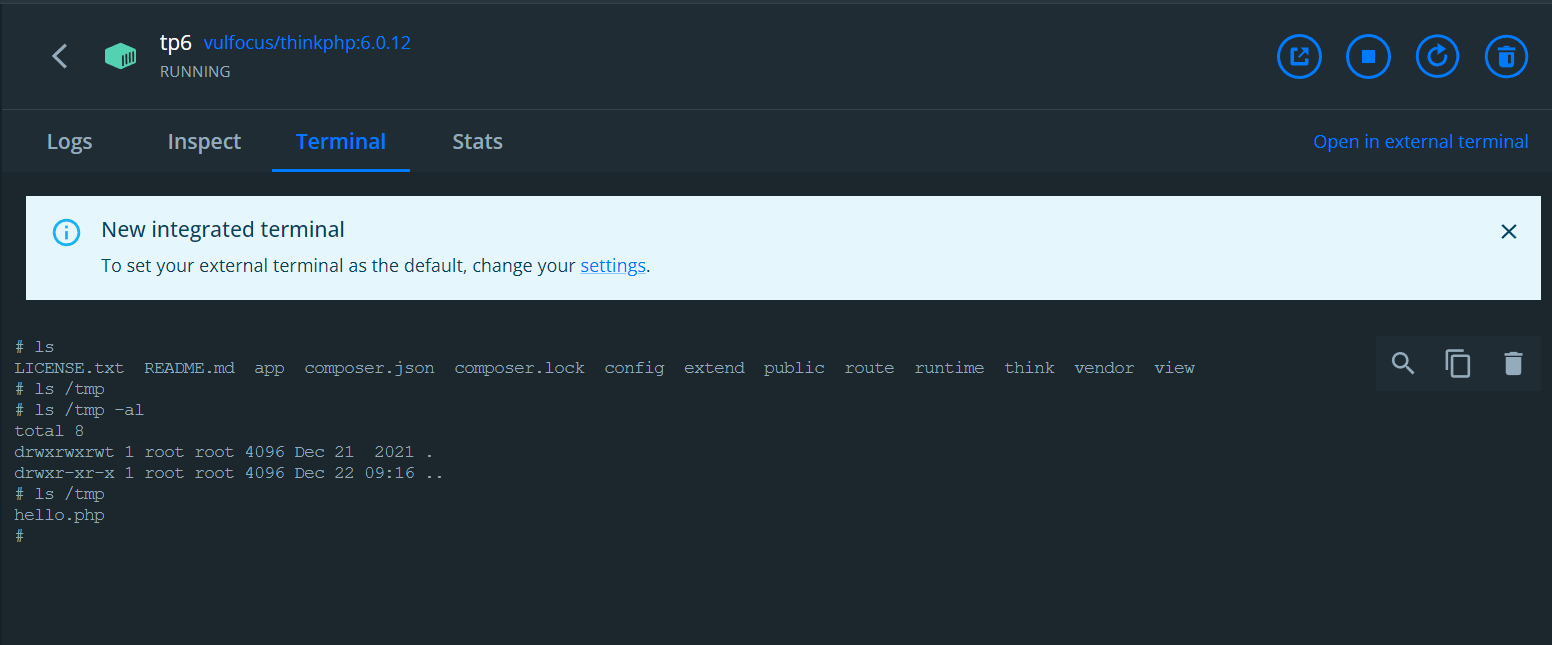 tp6 vulfocus/thinkphp:6.0.12
RUNNING
Logs Inspect Terminal Stats Open in external terminal
New integrated terminal
To set your external terminal as the default, change your settings.
# ls
LICENSE.txt README.md app composer.json composer.lock config extend public route runtime think vendor view
# ls /tmp
# ls /tmp -al
total 8
drwxrwxrwt 1 root root 4096 Dec 21 2021 .
drwxr-xr-x 1 root root 4096 Dec 22 09:16 ..
# ls /tmp
hello.php
#